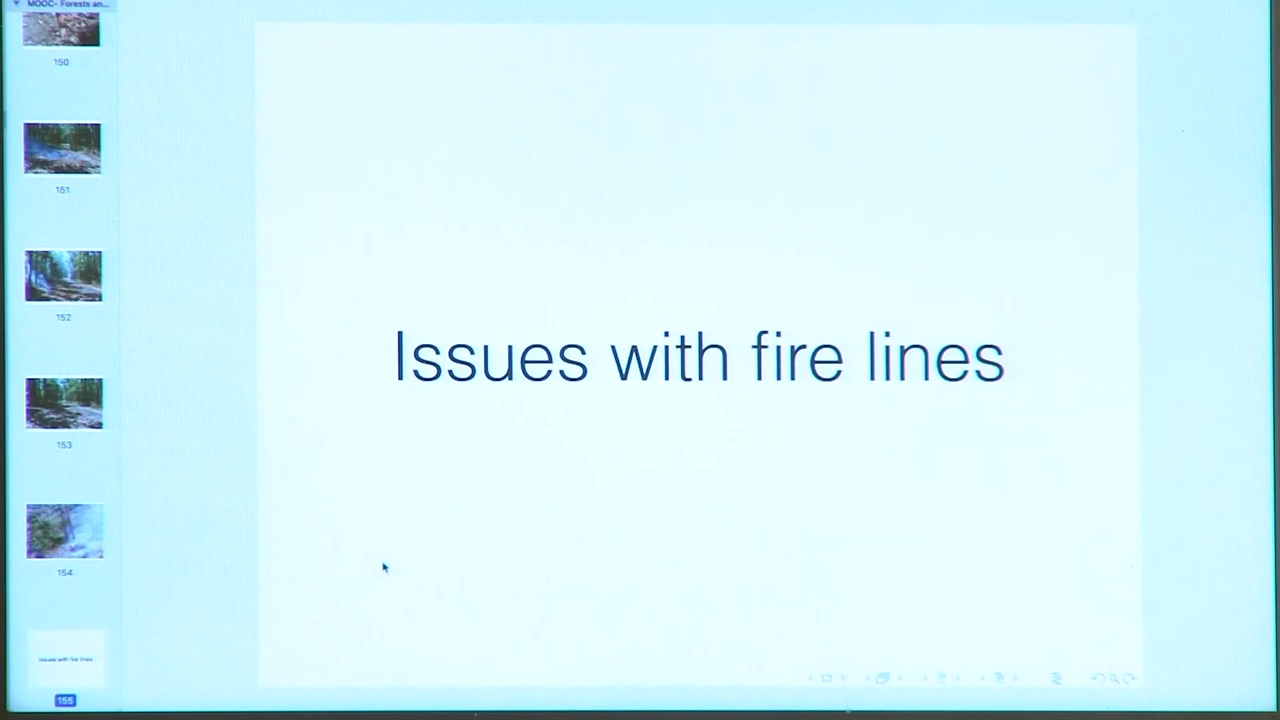 MOOC- Forests an...
150
151
152
153
154
Issues with fire lines
155
Issues with fire lines